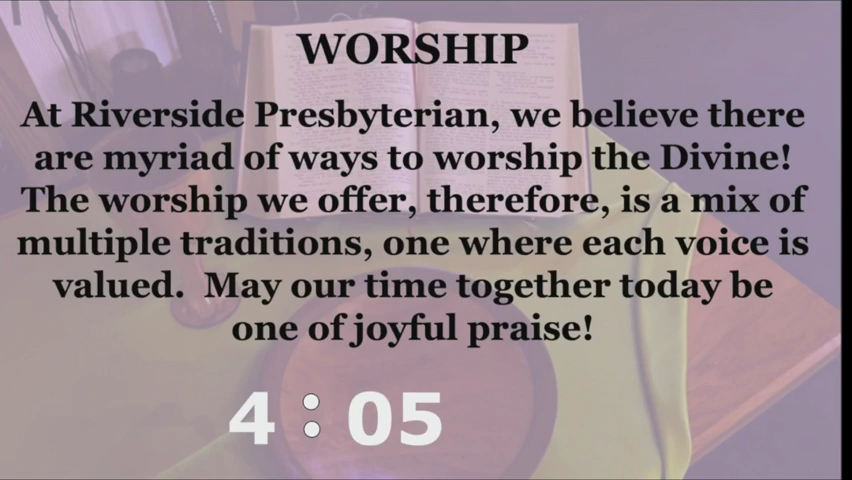 WORSHIP
At Riverside Presbyterian, we believe there
are myriad of ways to worship the Divine!
The worship we offer, therefore, is a mix of
multiple traditions, one where each voice is
valued.  May our time together today be
one of joyful praise!
4:05